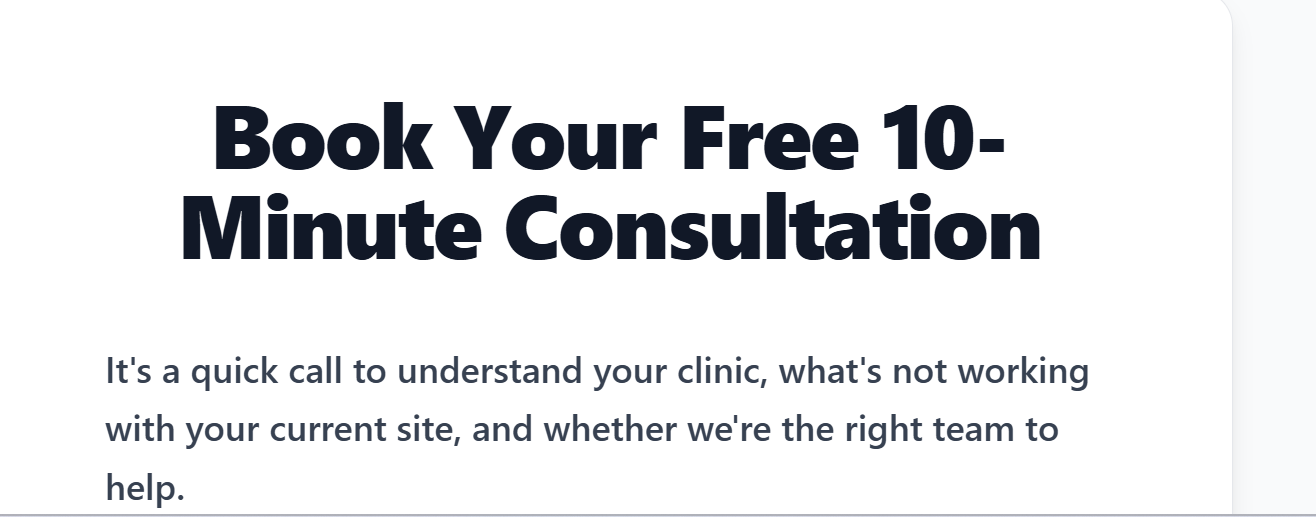 Book Your Free 10-
Minute Consultation
It's a quick call to understand your clinic, what's not working
with your current site, and whether we're the right team to
help.